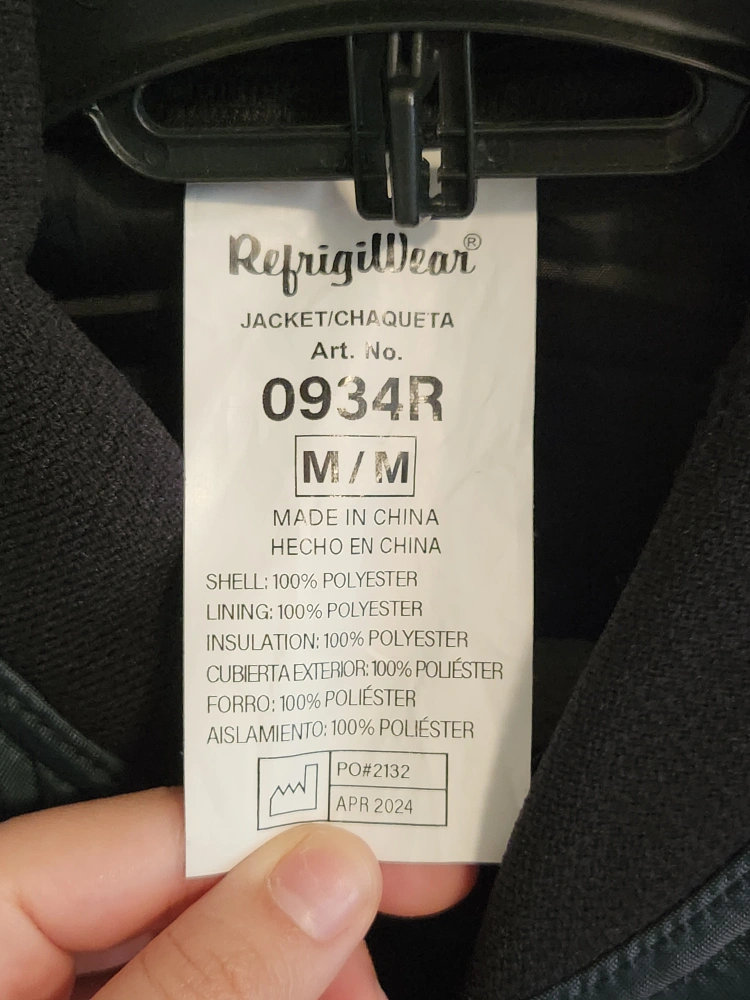 RefrigiWear®
JACKET/CHAQUETA
Art. No.
0934R
M / M
MADE IN CHINA
HECHO EN CHINA
SHELL: 100% POLYESTER
LINING: 100% POLYESTER
INSULATION: 100% POLYESTER
CUBIERTA EXTERIOR: 100% POLIÉSTER
FORRO: 100% POLIÉSTER
AISLAMIENTO: 100% POLIÉSTER
PO#2132
APR 2024